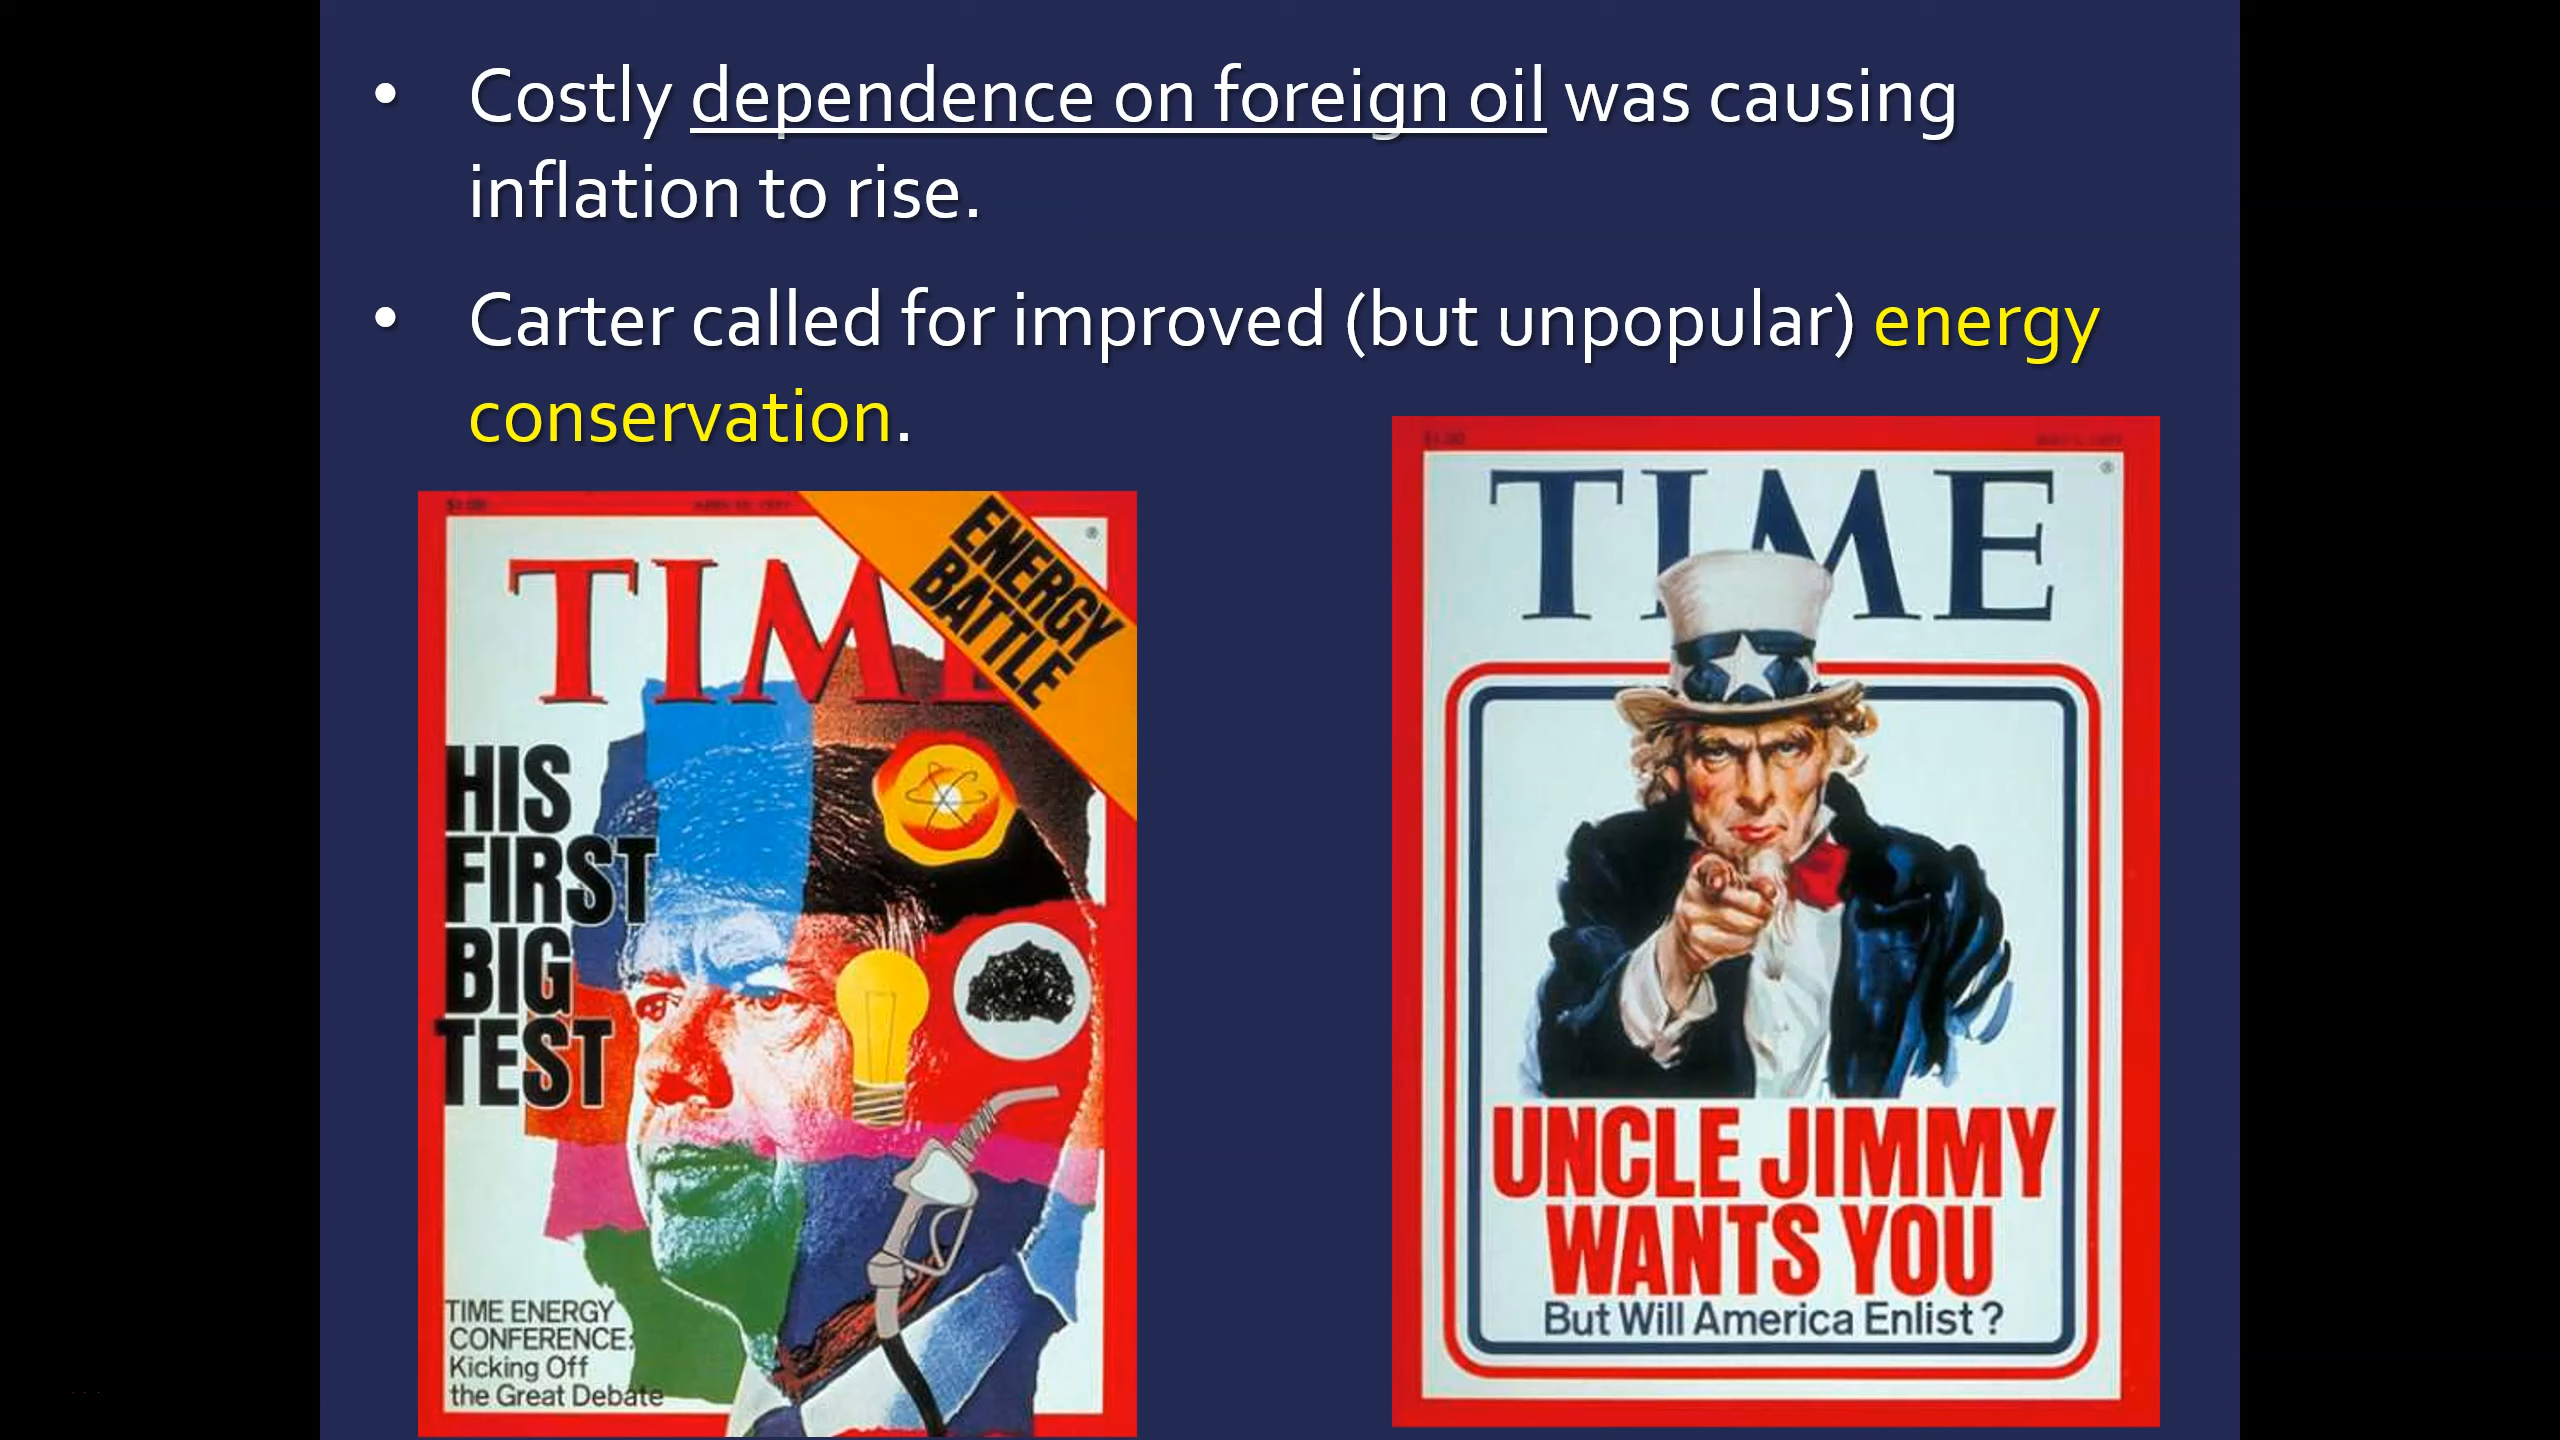 • Costly dependence on foreign oil was causing
inflation to rise.
• Carter called for improved (but unpopular) energy
conservation.
TIME
ENERGY
BATTLE
HIS
FIRST
BIG
TEST
TIME ENERGY
CONFERENCE:
Kicking Off
the Great Debate
TIME
UNCLE JIMMY
WANTS YOU
But Will America Enlist?